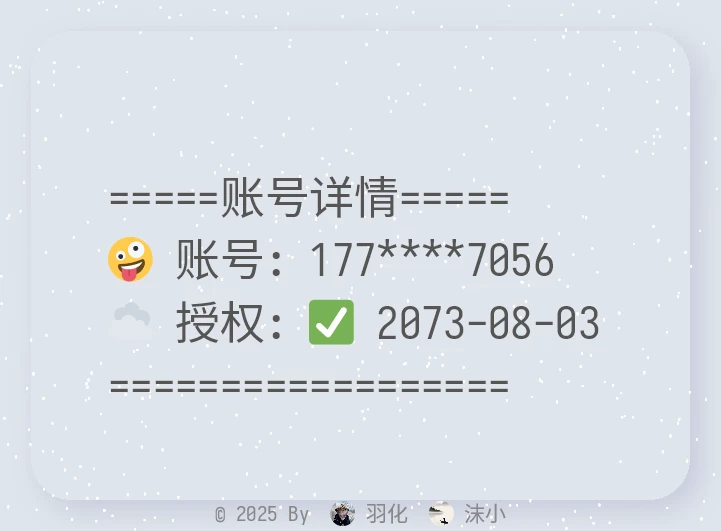 =====账号详情=====
🤪 账号: 177****7056
☁️ 授权: ✅ 2073-08-03
==================
© 2025 By 羽化 沫小